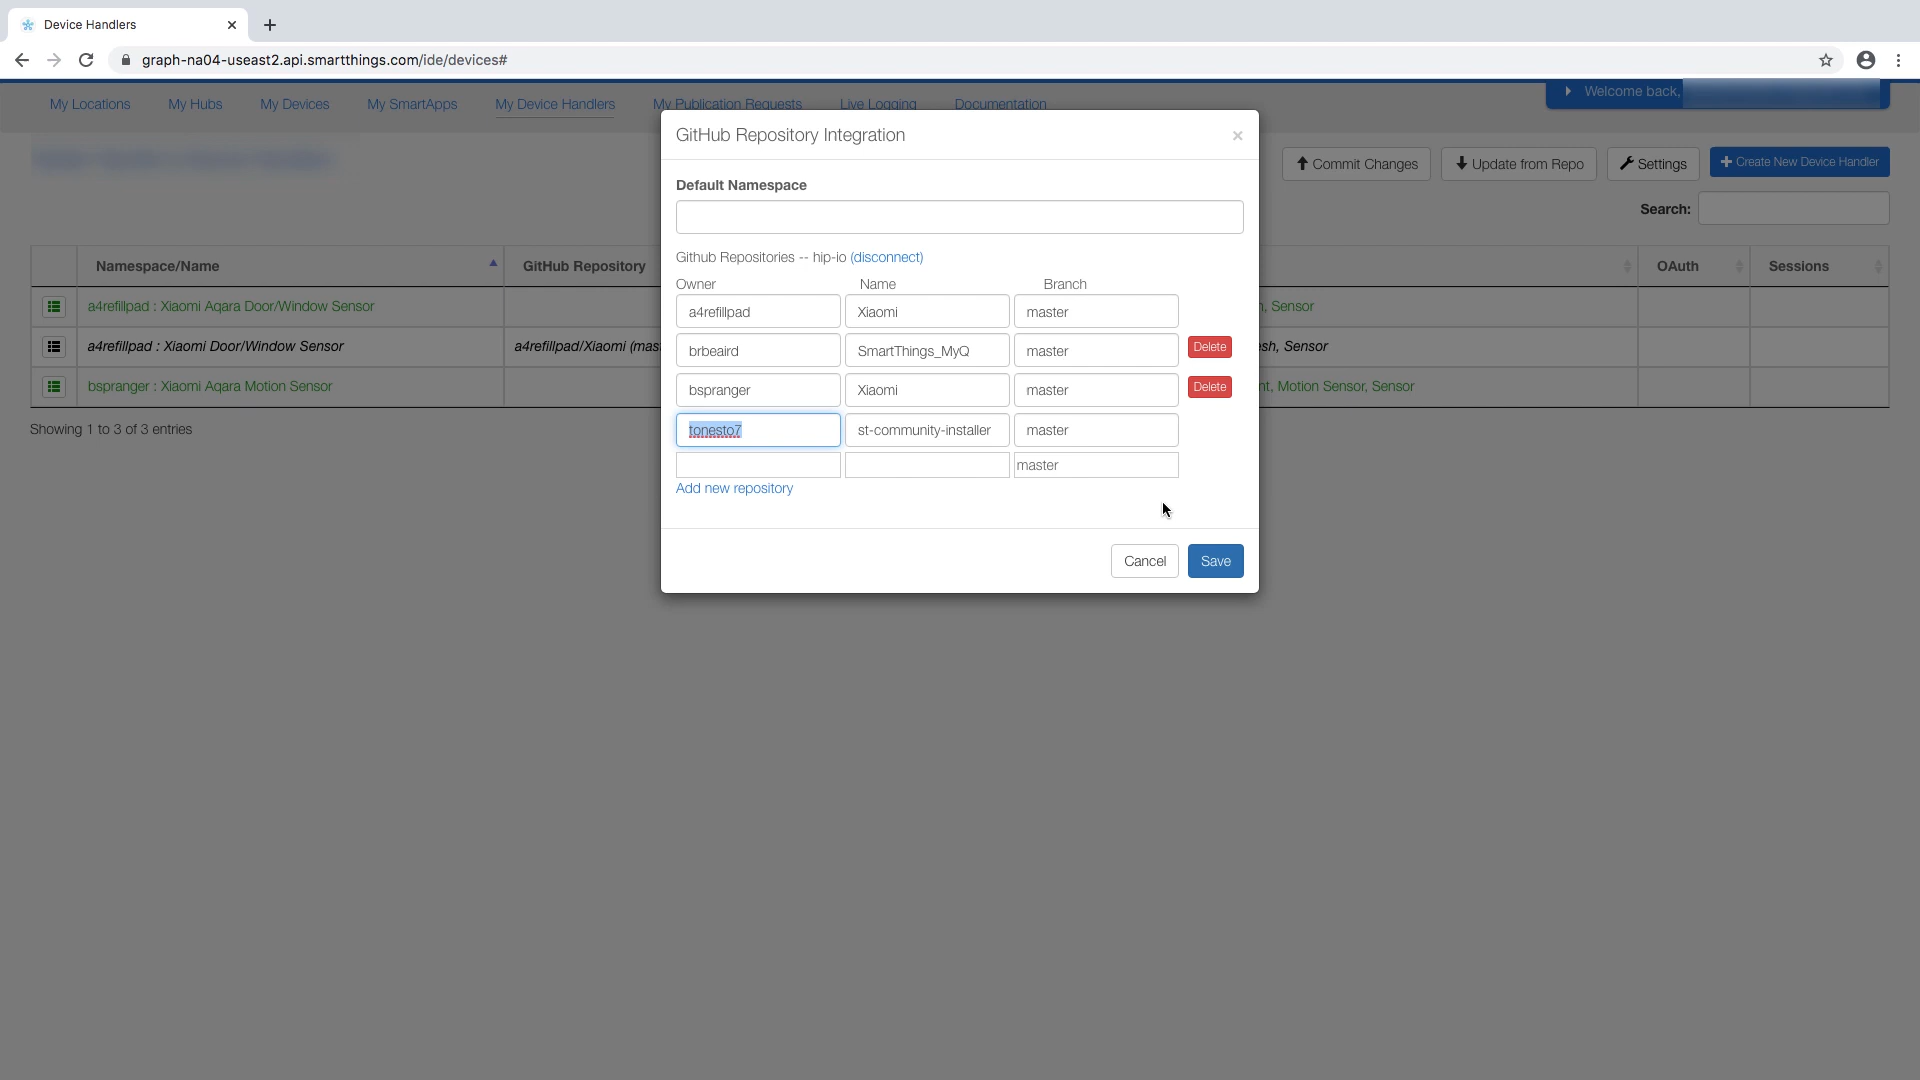 Device Handlers
graph-na04-useast2.api.smartthings.com/ide/devices#
My Locations My Hubs My Devices My SmartApps My Device Handlers My Publication Requests Live Logging Documentation
Welcome back,
GitHub Repository Integration ×
Commit Changes Update from Repo Settings Create New Device Handler
Default Namespace
Search:
Github Repositories -- hip-io (disconnect)
Namespace/Name GitHub Repository OAuth Sessions
Owner Name Branch
a4refillpad : Xiaomi Aqara Door/Window Sensor n, Sensor
a4refillpad Xiaomi master
a4refillpad : Xiaomi Door/Window Sensor a4refillpad/Xiaomi (mas sh, Sensor
brbeaird SmartThings_MyQ master Delete
bspranger : Xiaomi Aqara Motion Sensor nt, Motion Sensor, Sensor
bspranger Xiaomi master Delete
Showing 1 to 3 of 3 entries
tonesto7 st-community-installer master
master
Add new repository
Cancel Save